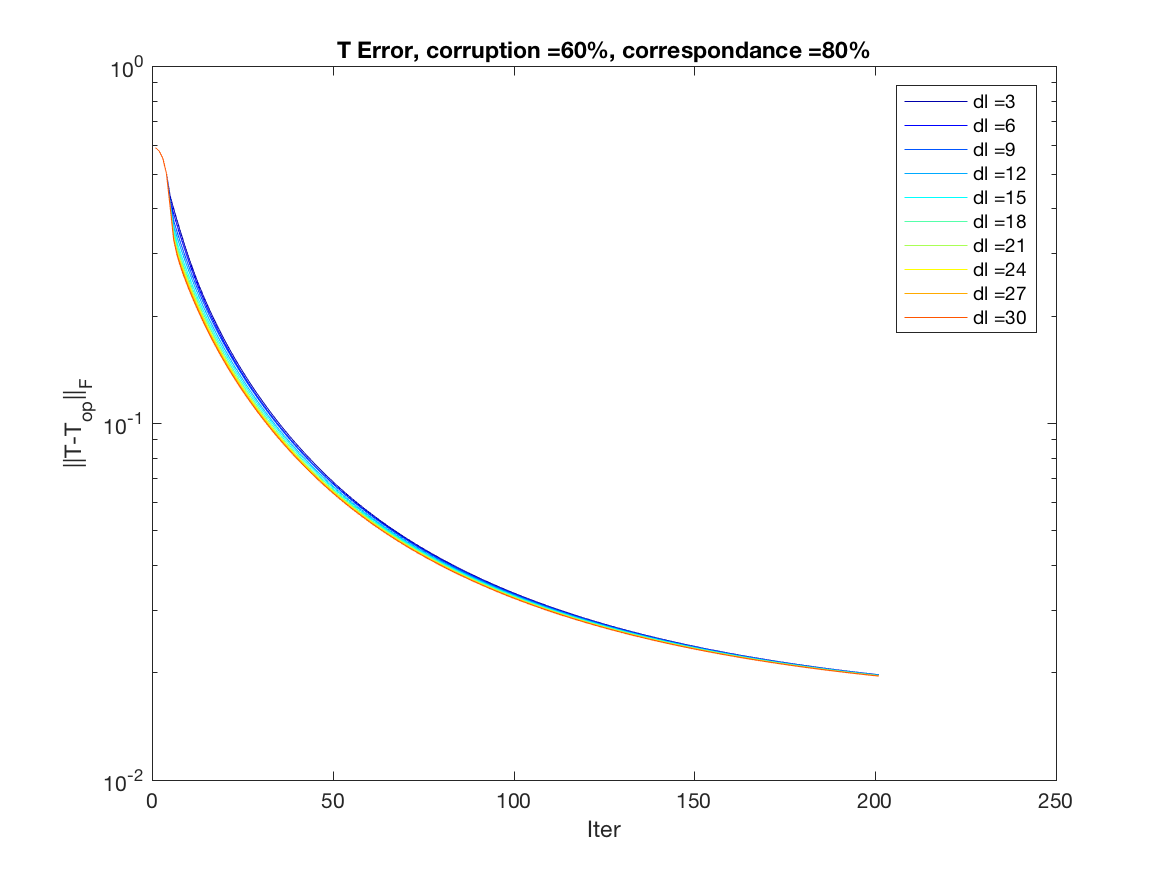 T Error, corruption =60%, correspondance =80%
10^0
10^-1
10^-2
||T-T_op||_F
0 50 100 150 200 250
Iter
dl =3
dl =6
dl =9
dl =12
dl =15
dl =18
dl =21
dl =24
dl =27
dl =30